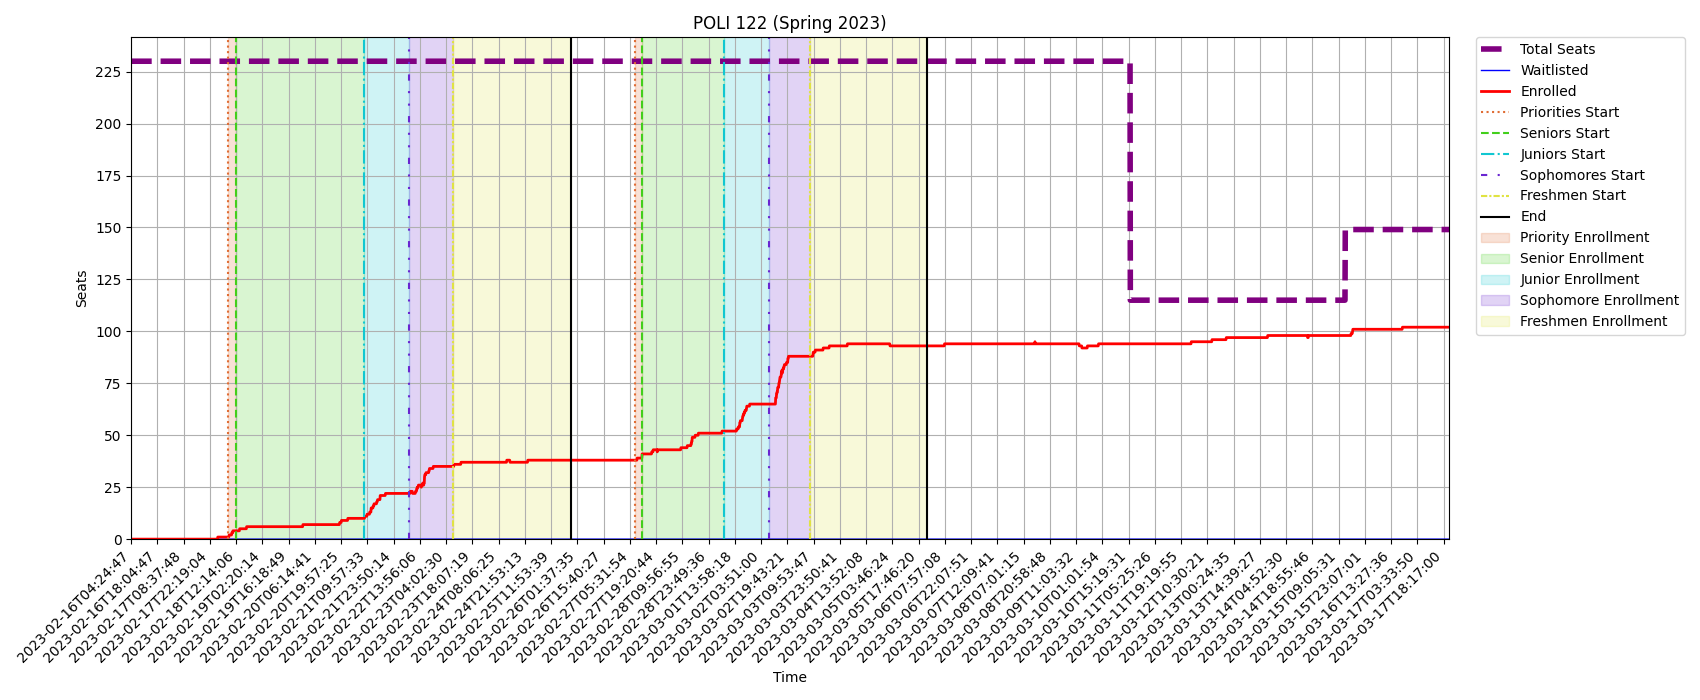 POLI 122 (Spring 2023)
Seats
225
200
175
150
125
100
75
50
25
0
2023-02-16T04:24:47
2023-02-16T18:04:47
2023-02-17T08:37:48
2023-02-17T22:19:04
2023-02-18T12:14:06
2023-02-19T02:20:14
2023-02-19T16:18:49
2023-02-20T06:14:41
2023-02-20T19:57:25
2023-02-21T09:57:33
2023-02-21T23:50:14
2023-02-22T13:56:06
2023-02-23T04:02:30
2023-02-23T18:07:19
2023-02-24T08:06:25
2023-02-24T21:53:13
2023-02-25T11:53:39
2023-02-26T01:37:35
2023-02-26T15:40:27
2023-02-27T05:31:54
2023-02-27T19:20:44
2023-02-28T09:56:55
2023-02-28T23:49:36
2023-03-01T13:58:18
2023-03-02T03:51:00
2023-03-02T19:43:21
2023-03-03T09:53:47
2023-03-03T23:50:41
2023-03-04T13:52:08
2023-03-05T03:46:24
2023-03-05T17:46:20
2023-03-06T07:57:08
2023-03-06T22:07:51
2023-03-07T12:09:41
2023-03-08T07:01:15
2023-03-08T20:58:48
2023-03-09T11:03:32
2023-03-10T01:01:54
2023-03-10T15:19:31
2023-03-11T05:25:26
2023-03-11T19:19:55
2023-03-12T10:30:21
2023-03-13T00:24:35
2023-03-13T14:39:27
2023-03-14T04:52:30
2023-03-14T18:55:46
2023-03-15T09:05:31
2023-03-15T23:07:01
2023-03-16T13:27:36
2023-03-17T03:33:50
2023-03-17T18:17:00
Time
Total Seats
Waitlisted
Enrolled
Priorities Start
Seniors Start
Juniors Start
Sophomores Start
Freshmen Start
End
Priority Enrollment
Senior Enrollment
Junior Enrollment
Sophomore Enrollment
Freshmen Enrollment